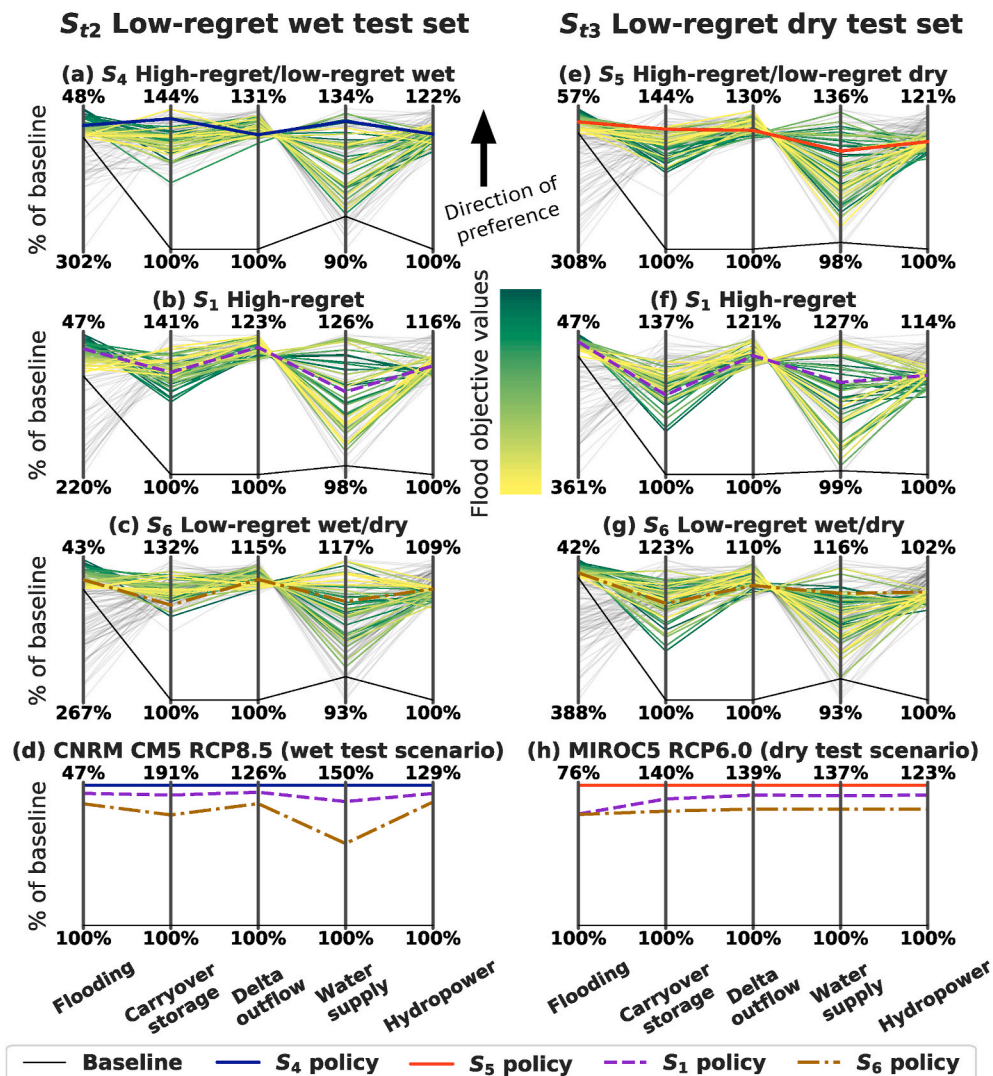 S_t2 Low-regret wet test set
S_t3 Low-regret dry test set
(a) S_4 High-regret/low-regret wet
48% 144% 131% 134% 122%
% of baseline
302% 100% 100% 90% 100%
(e) S_5 High-regret/low-regret dry
57% 144% 130% 136% 121%
308% 100% 100% 98% 100%
Direction of
preference
(b) S_1 High-regret
47% 141% 123% 126% 116%
% of baseline
220% 100% 100% 98% 100%
Flood objective values
(f) S_1 High-regret
47% 137% 121% 127% 114%
361% 100% 100% 99% 100%
(c) S_6 Low-regret wet/dry
43% 132% 115% 117% 109%
% of baseline
267% 100% 100% 93% 100%
(g) S_6 Low-regret wet/dry
42% 123% 110% 116% 102%
388% 100% 100% 93% 100%
(d) CNRM CM5 RCP8.5 (wet test scenario)
47% 191% 126% 150% 129%
% of baseline
100% 100% 100% 100% 100%
(h) MIROC5 RCP6.0 (dry test scenario)
76% 140% 139% 137% 123%
100% 100% 100% 100% 100%
Flooding
Carryover
storage
Delta
outflow
Water
supply
Hydropower
Flooding
Carryover
storage
Delta
outflow
Water
supply
Hydropower
Baseline S_4 policy S_5 policy S_1 policy S_6 policy